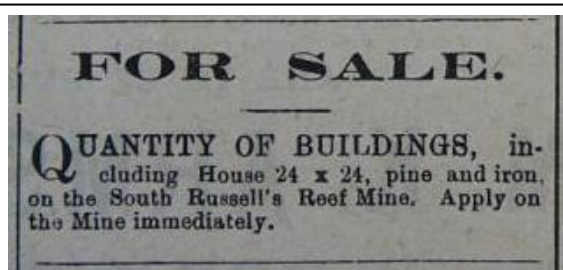 FOR SALE.
QUANTITY OF BUILDINGS, in-
cluding House 24 x 24, pine and iron,
on the South Russell's Reef Mine. Apply on
the Mine immediately.